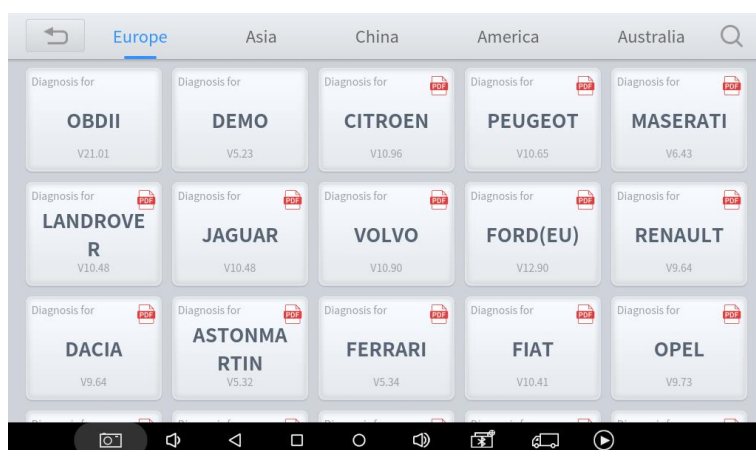 Europe Asia China America Australia
Diagnosis for Diagnosis for Diagnosis for PDF Diagnosis for PDF Diagnosis for PDF
OBDII DEMO CITROEN PEUGEOT MASERATI
V21.01 V5.23 V10.96 V10.65 V6.43
Diagnosis for PDF Diagnosis for PDF Diagnosis for PDF Diagnosis for PDF Diagnosis for PDF
LANDROVE
R JAGUAR VOLVO FORD(EU) RENAULT
V10.48 V10.48 V10.90 V12.90 V9.64
Diagnosis for PDF Diagnosis for PDF Diagnosis for PDF Diagnosis for PDF Diagnosis for PDF
ASTONMA
DACIA RTIN FERRARI FIAT OPEL
V9.64 V5.32 V5.34 V10.41 V9.73